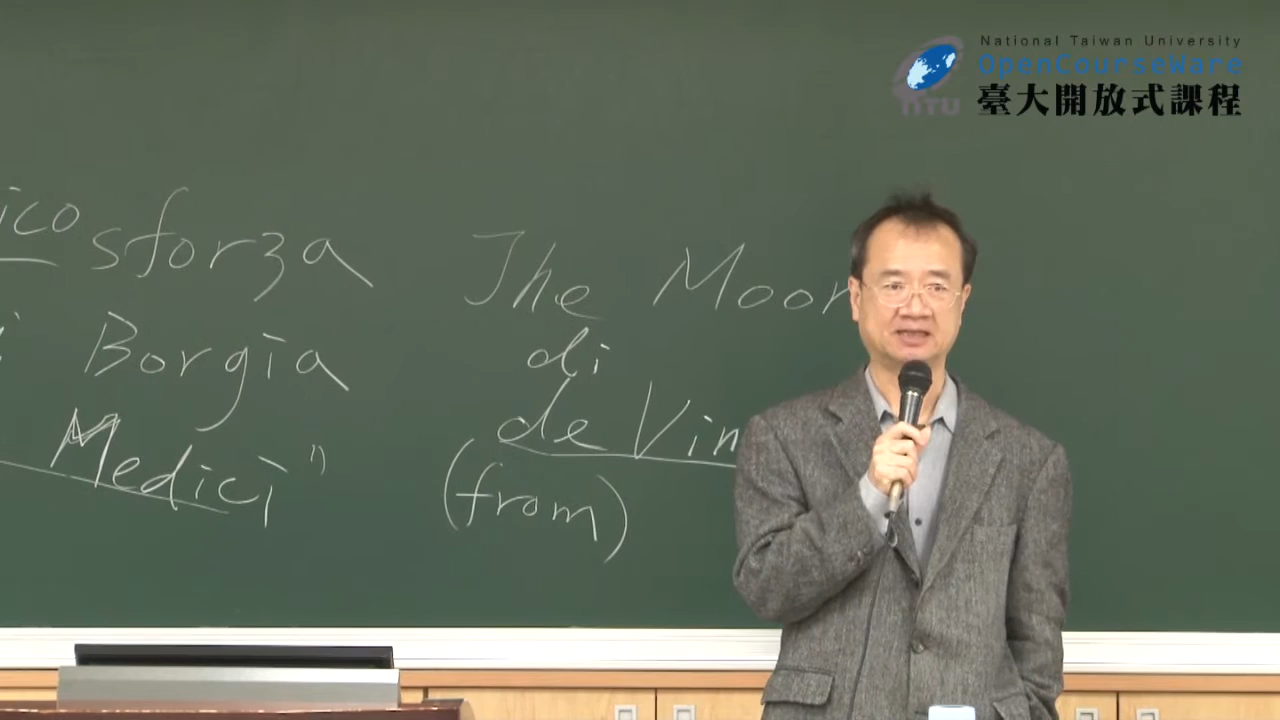 National Taiwan University
OpenCourseWare
臺大開放式課程
NTU
ico sforza
i Borgia
Medici"
The Moor
di
de Vin
(from)